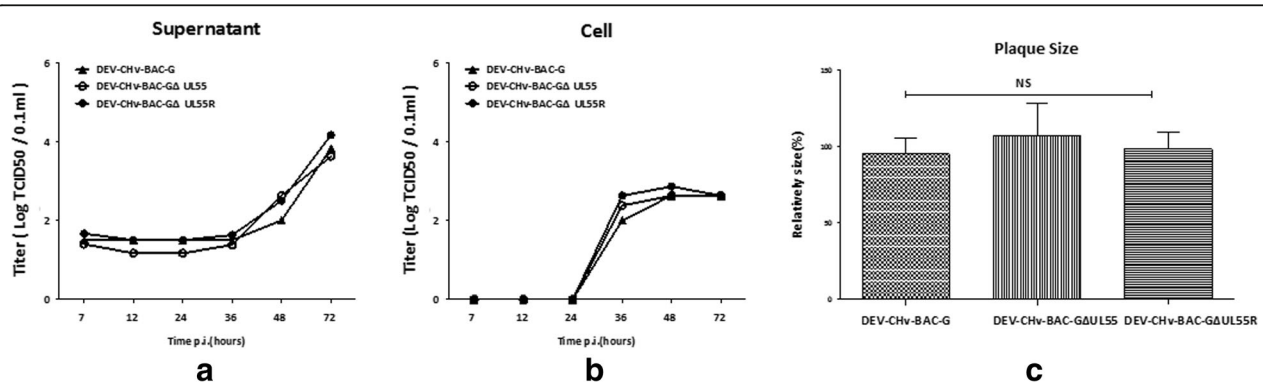 Supernatant
Titer ( Log TCID50 / 0.1ml )
6
4
2
0
DEV-CHv-BAC-G
DEV-CHv-BAC-GΔ UL55
DEV-CHv-BAC-GΔ UL55R
7 12 24 36 48 72
Time p.i.(hours)
a
Cell
Titer (Log TCID50 / 0.1ml )
6
4
2
0
DEV-CHv-BAC-G
DEV-CHv-BAC-GΔ UL55
DEV-CHv-BAC-GΔ UL55R
7 12 24 36 48 72
Time p.i.(hours)
b
Plaque Size
Relatively size(%)
150
100
50
0
NS
DEV-CHv-BAC-G DEV-CHv-BAC-GΔUL55 DEV-CHv-BAC-GΔUL55R
c